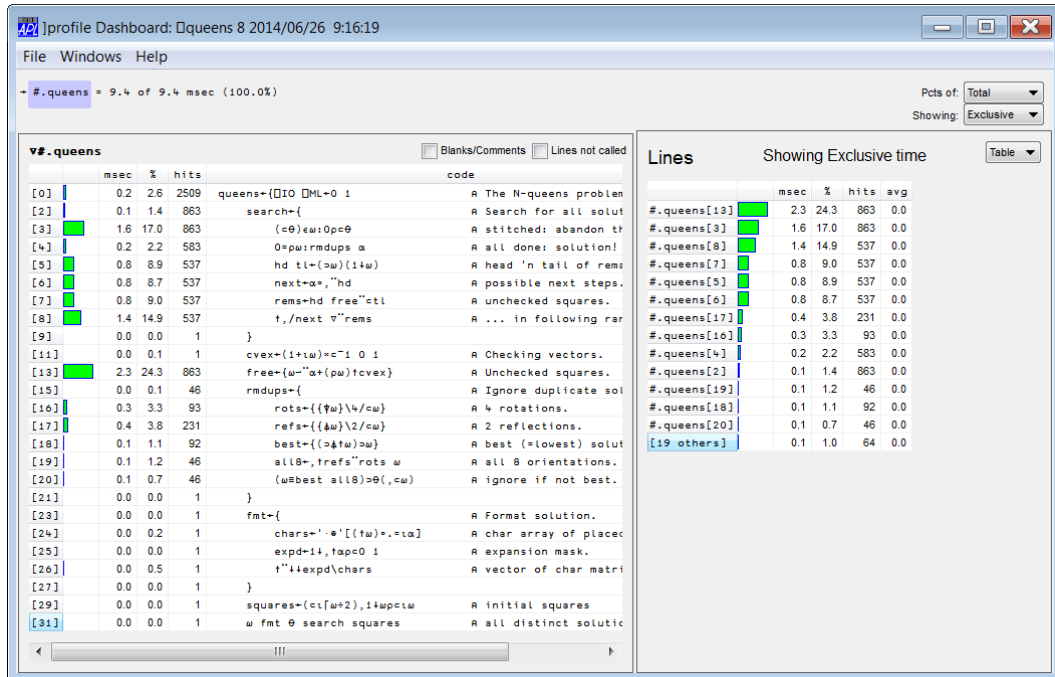 ]profile Dashboard: ⎕queens 8 2014/06/26 9:16:19
File Windows Help
→ #.queens = 9.4 of 9.4 msec (100.0%)
Pcts of: Total
Showing: Exclusive
∇#.queens
Blanks/Comments
Lines not called
msec % hits code
[0] 0.2 2.6 2509 queens←{⎕IO ⎕ML←0 1 ⍝ The N-queens problem
[2] 0.1 1.4 863 search←{ ⍝ Search for all solut
[3] 1.6 17.0 863 (⊂⍬)∊⍵:0⍴⊂⍬ ⍝ stitched: abandon th
[4] 0.2 2.2 583 0=⍴⍵:rmdups ⍺ ⍝ all done: solution!
[5] 0.8 8.9 537 hd tl←(⊃⍵)(1↓⍵) ⍝ head 'n tail of rema
[6] 0.8 8.7 537 next←⍺∘,¨hd ⍝ possible next steps.
[7] 0.8 9.0 537 rems←hd free¨⊂tl ⍝ unchecked squares.
[8] 1.4 14.9 537 ↑,/next ∇¨rems ⍝ ... in following ran
[9] 0.0 0.0 1 }
[11] 0.0 0.1 1 cvex←(1+⍳⍵)×⊂¯1 0 1 ⍝ Checking vectors.
[13] 2.3 24.3 863 free←{⍵~¨⍺+(⍴⍵)↑cvex} ⍝ Unchecked squares.
[15] 0.0 0.1 46 rmdups←{ ⍝ Ignore duplicate sol
[16] 0.3 3.3 93 rots←{{⍒⍵}\4/⊂⍵} ⍝ 4 rotations.
[17] 0.4 3.8 231 refs←{{⍋⍵}\2/⊂⍵} ⍝ 2 reflections.
[18] 0.1 1.1 92 best←{(⊃⍋↑⍵)⊃⍵} ⍝ best (=lowest) solut
[19] 0.1 1.2 46 all8←,↑refs¨rots ⍵ ⍝ all 8 orientations.
[20] 0.1 0.7 46 (⍵≡best all8)⊃⍬(,⊂⍵) ⍝ ignore if not best.
[21] 0.0 0.0 1 }
[23] 0.0 0.0 1 fmt←{ ⍝ Format solution.
[24] 0.0 0.2 1 chars←'·⍟'[(↑⍵)∘.=⍳⍺] ⍝ char array of placed
[25] 0.0 0.0 1 expd←1↓,↑⍺⍴⊂0 1 ⍝ expansion mask.
[26] 0.0 0.5 1 ↑¨↓↓expd\chars ⍝ vector of char matri
[27] 0.0 0.0 1 }
[29] 0.0 0.0 1 squares←(⊂⍳⌈⍵÷2),1↓⍵⍴⊂⍳⍵ ⍝ initial squares
[31] 0.0 0.0 1 ⍵ fmt ⍬ search squares ⍝ all distinct solutio
Lines
Showing Exclusive time
Table
msec % hits avg
#.queens[13] 2.3 24.3 863 0.0
#.queens[3] 1.6 17.0 863 0.0
#.queens[8] 1.4 14.9 537 0.0
#.queens[7] 0.8 9.0 537 0.0
#.queens[5] 0.8 8.9 537 0.0
#.queens[6] 0.8 8.7 537 0.0
#.queens[17] 0.4 3.8 231 0.0
#.queens[16] 0.3 3.3 93 0.0
#.queens[4] 0.2 2.2 583 0.0
#.queens[2] 0.1 1.4 863 0.0
#.queens[19] 0.1 1.2 46 0.0
#.queens[18] 0.1 1.1 92 0.0
#.queens[20] 0.1 0.7 46 0.0
[19 others] 0.1 1.0 64 0.0